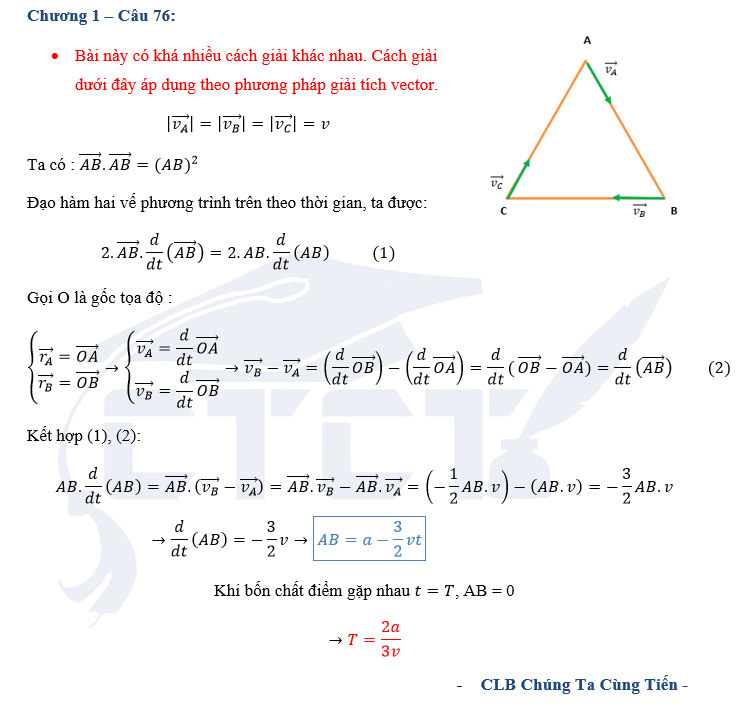 Chương 1 – Câu 76:
• Bài này có khá nhiều cách giải khác nhau. Cách giải
dưới đây áp dụng theo phương pháp giải tích vector.
A
$\overrightarrow{v_A}$
$|\overrightarrow{v_A}| = |\overrightarrow{v_B}| = |\overrightarrow{v_C}| = v$
Ta có : $\overrightarrow{AB}.\overrightarrow{AB} = (AB)^2$
$\overrightarrow{v_C}$
C
$\overrightarrow{v_B}$
B
Đạo hàm hai vế phương trình trên theo thời gian, ta được:
$2.\overrightarrow{AB}.\frac{d}{dt}(\overrightarrow{AB}) = 2.AB.\frac{d}{dt}(AB)$ (1)
Gọi O là gốc tọa độ :
$\begin{cases} \overrightarrow{r_A} = \overrightarrow{OA} \\ \overrightarrow{r_B} = \overrightarrow{OB} \end{cases} \rightarrow \begin{cases} \overrightarrow{v_A} = \frac{d}{dt}\overrightarrow{OA} \\ \overrightarrow{v_B} = \frac{d}{dt}\overrightarrow{OB} \end{cases} \rightarrow \overrightarrow{v_B} - \overrightarrow{v_A} = \left(\frac{d}{dt}\overrightarrow{OB}\right) - \left(\frac{d}{dt}\overrightarrow{OA}\right) = \frac{d}{dt}(\overrightarrow{OB} - \overrightarrow{OA}) = \frac{d}{dt}(\overrightarrow{AB})$ (2)
CTCT
Kết hợp (1), (2):
$AB.\frac{d}{dt}(AB) = \overrightarrow{AB}.(\overrightarrow{v_B} - \overrightarrow{v_A}) = \overrightarrow{AB}.\overrightarrow{v_B} - \overrightarrow{AB}.\overrightarrow{v_A} = \left(-\frac{1}{2}AB.v\right) - (AB.v) = -\frac{3}{2}AB.v$
$\rightarrow \frac{d}{dt}(AB) = -\frac{3}{2}v \rightarrow AB = a - \frac{3}{2}vt$
Khi bốn chất điểm gặp nhau $t = T$, AB = 0
$\rightarrow T = \frac{2a}{3v}$
- CLB Chúng Ta Cùng Tiến -